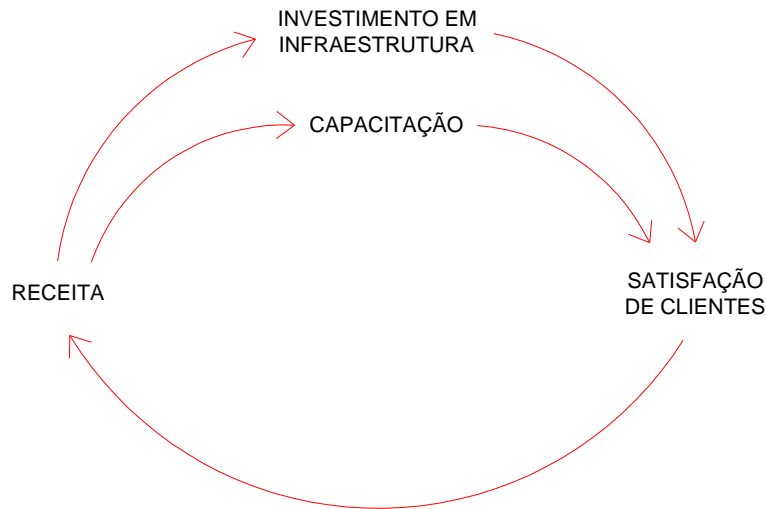 INVESTIMENTO EM
INFRAESTRUTURA
CAPACITAÇÃO
RECEITA
SATISFAÇÃO
DE CLIENTES